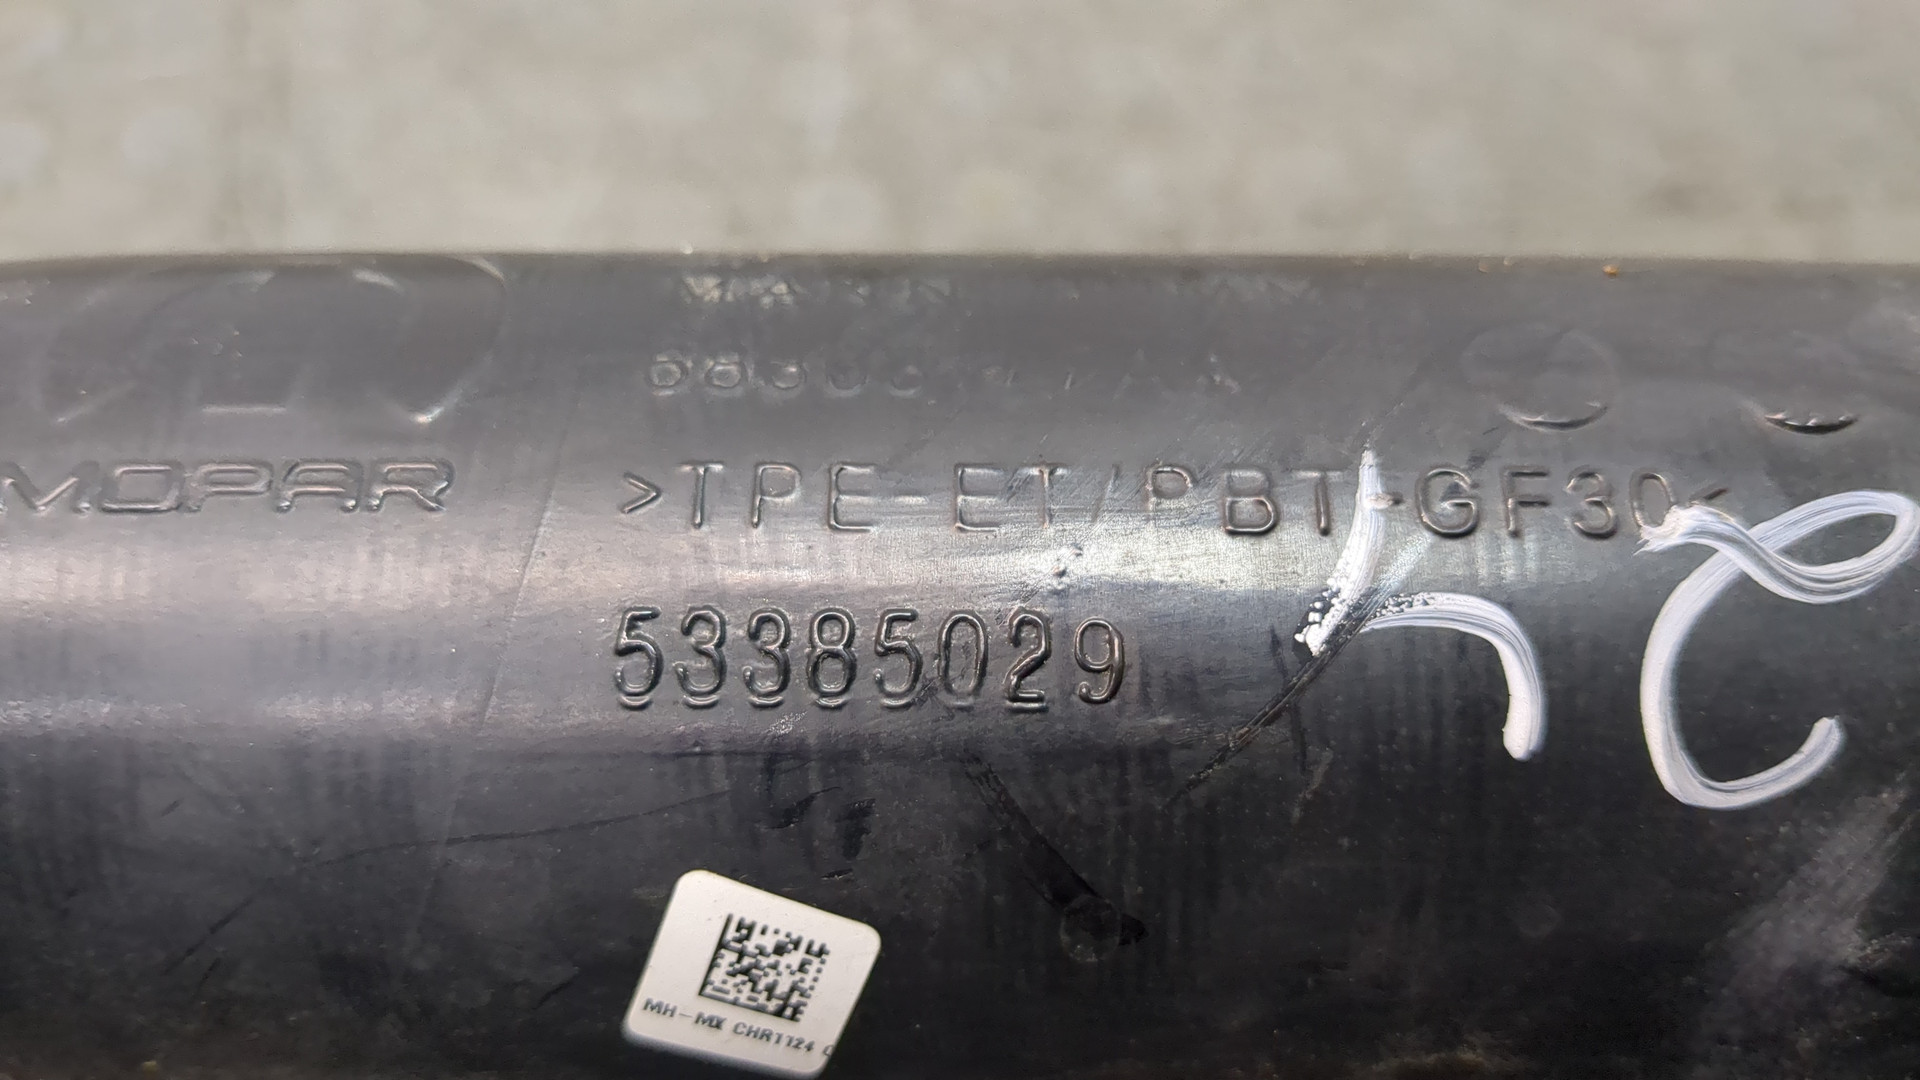 MOPAR
>TPE-ET/PBT-GF30<
53385029
MH-MX CHR1124